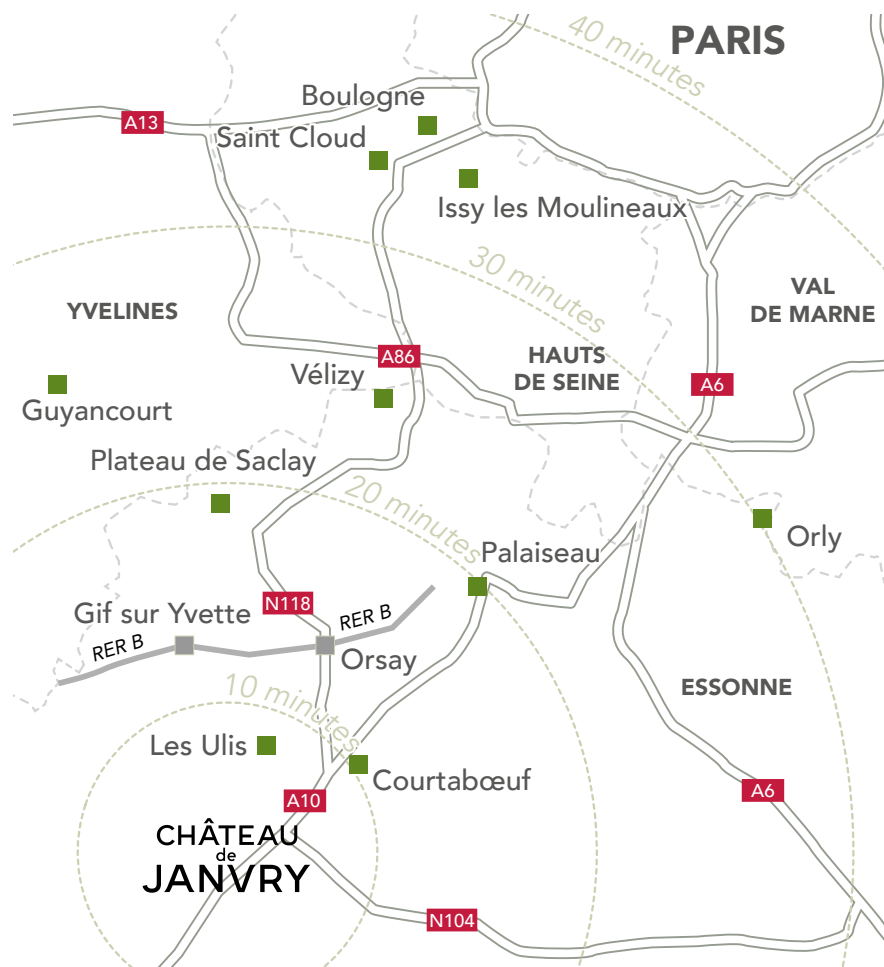 40 minutes
PARIS
Boulogne
A13
Saint Cloud
Issy les Moulineaux
30 minutes
YVELINES
VAL
DE MARNE
A86
HAUTS
DE SEINE
Vélizy
A6
Guyancourt
Plateau de Saclay
20 minutes
Orly
Palaiseau
N118
Gif sur Yvette
RER B
RER B
Orsay
10 minutes
ESSONNE
Les Ulis
Courtabœuf
A6
A10
CHÂTEAU
de
JANVRY
N104